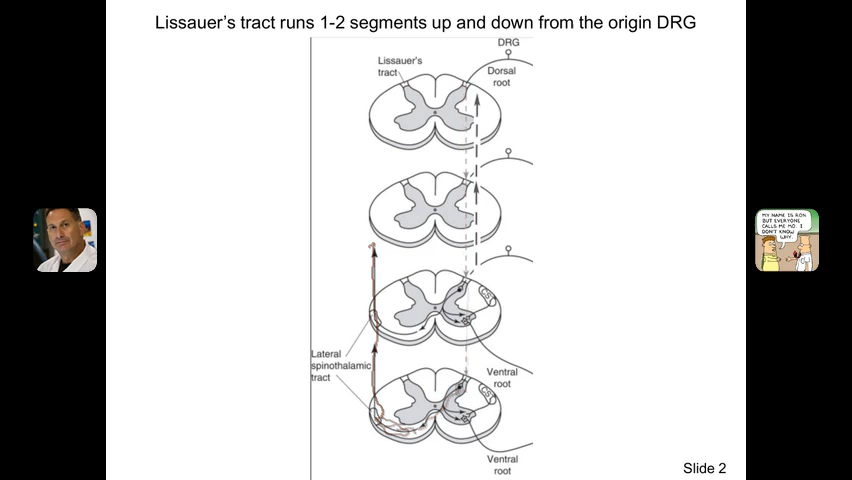 Lissauer's tract runs 1-2 segments up and down from the origin DRG
DRG
Lissauer's
tract
Dorsal
root
MY NAME IS RON
BUT EVERYONE
CALLS ME MO. I
DON'T KNOW
WHY.
CS
Lateral
spinothalamic
tract
Ventral
root
CS
Ventral
root
Slide 2